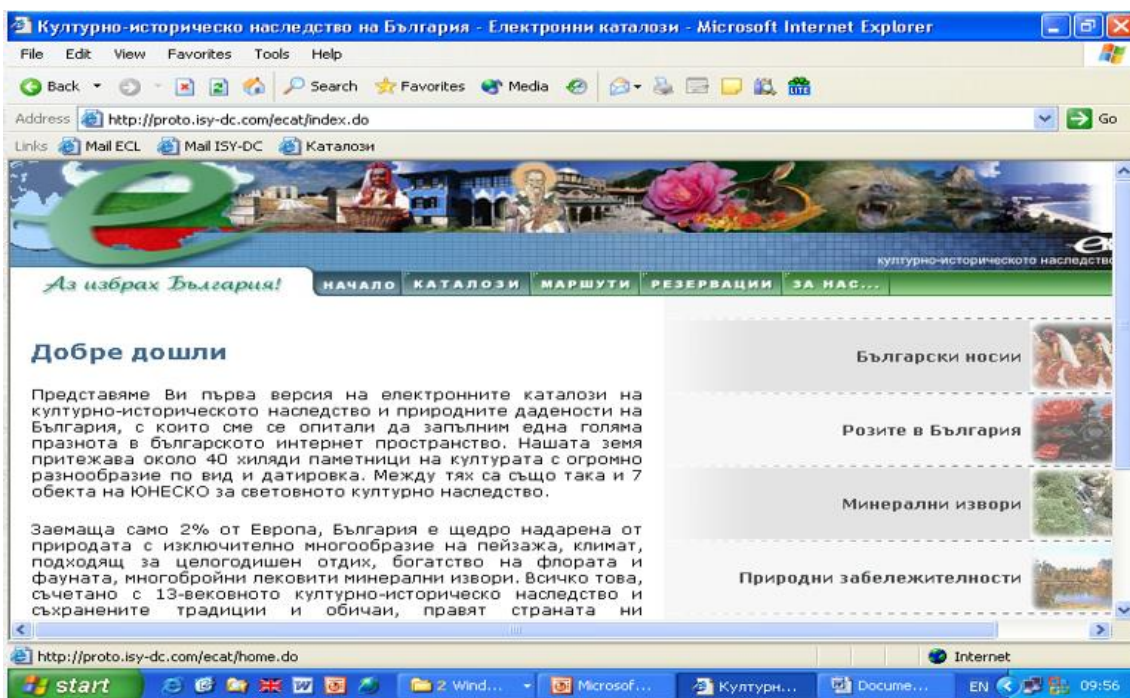 Културно-историческо наследство на България - Електронни каталози - Microsoft Internet Explorer
File Edit View Favorites Tools Help
Back Search Favorites Media
Address http://proto.isy-dc.com/ecat/index.do Go
Links Mail ECL Mail ISY-DC Каталози
културно-историческото наследство
Аз избрах България! НАЧАЛО КАТАЛОЗИ МАРШРУТИ РЕЗЕРВАЦИИ ЗА НАС...
Добре дошли
Представяме Ви първа версия на електронните каталози на
културно-историческото наследство и природните дадености на
България, с които сме се опитали да запълним една голяма
празнота в българското интернет пространство. Нашата земя
притежава около 40 хиляди паметници на културата с огромно
разнообразие по вид и датировка. Между тях са също така и 7
обекта на ЮНЕСКО за световното културно наследство.
Заемаща само 2% от Европа, България е щедро надарена от
природата с изключително многообразие на пейзажа, климат,
подходящ за целогодишен отдих, богатство на флората и
фауната, многобройни лековити минерални извори. Всичко това,
съчетано с 13-вековното културно-историческо наследство и
съхранените традиции и обичаи, правят страната ни
Български носии
Розите в България
Минерални извори
Природни забележителности
http://proto.isy-dc.com/ecat/home.do Internet
start 2 Wind... Microsof... Културн... Docume... EN 09:56